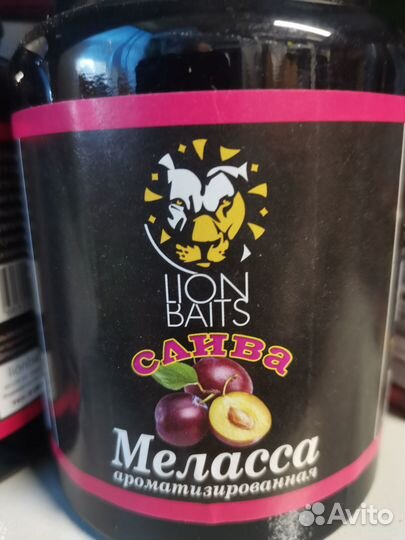 LION
BAITS
слива
Меласса
ароматизированная
Avito